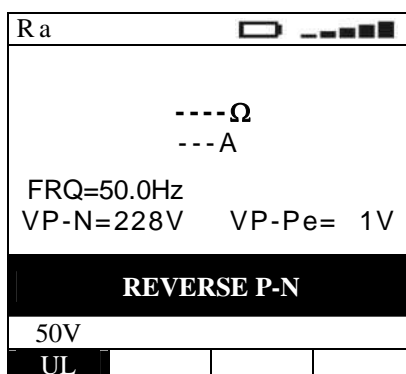 Ra
----Ω
---A
FRQ=50.0Hz
VP-N=228V VP-Pe= 1V
REVERSE P-N
50V
UL